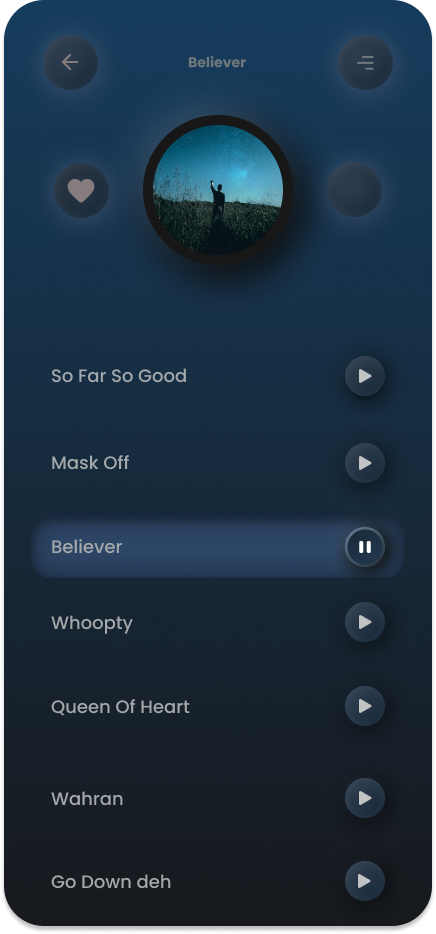 Believer
So Far So Good
Mask Off
Believer
Whoopty
Queen Of Heart
Wahran
Go Down deh